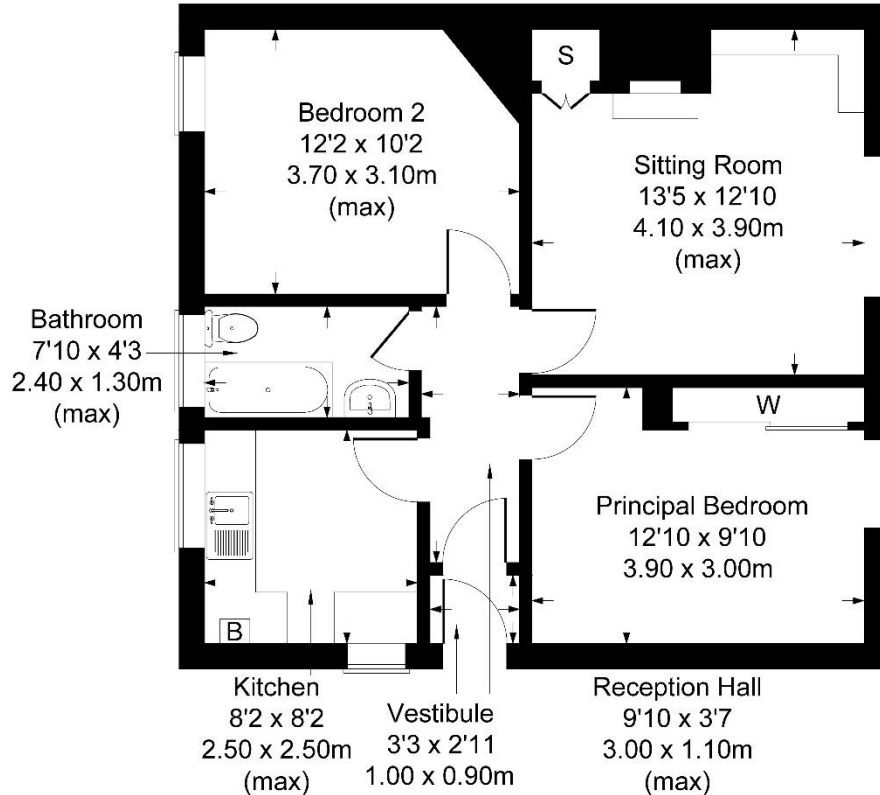 S
Bedroom 2
12'2 x 10'2
3.70 x 3.10m
(max)
Sitting Room
13'5 x 12'10
4.10 x 3.90m
(max)
Bathroom
7'10 x 4'3
2.40 x 1.30m
(max)
W
Principal Bedroom
12'10 x 9'10
3.90 x 3.00m
B
Kitchen
8'2 x 8'2
2.50 x 2.50m
(max)
Vestibule
3'3 x 2'11
1.00 x 0.90m
Reception Hall
9'10 x 3'7
3.00 x 1.10m
(max)